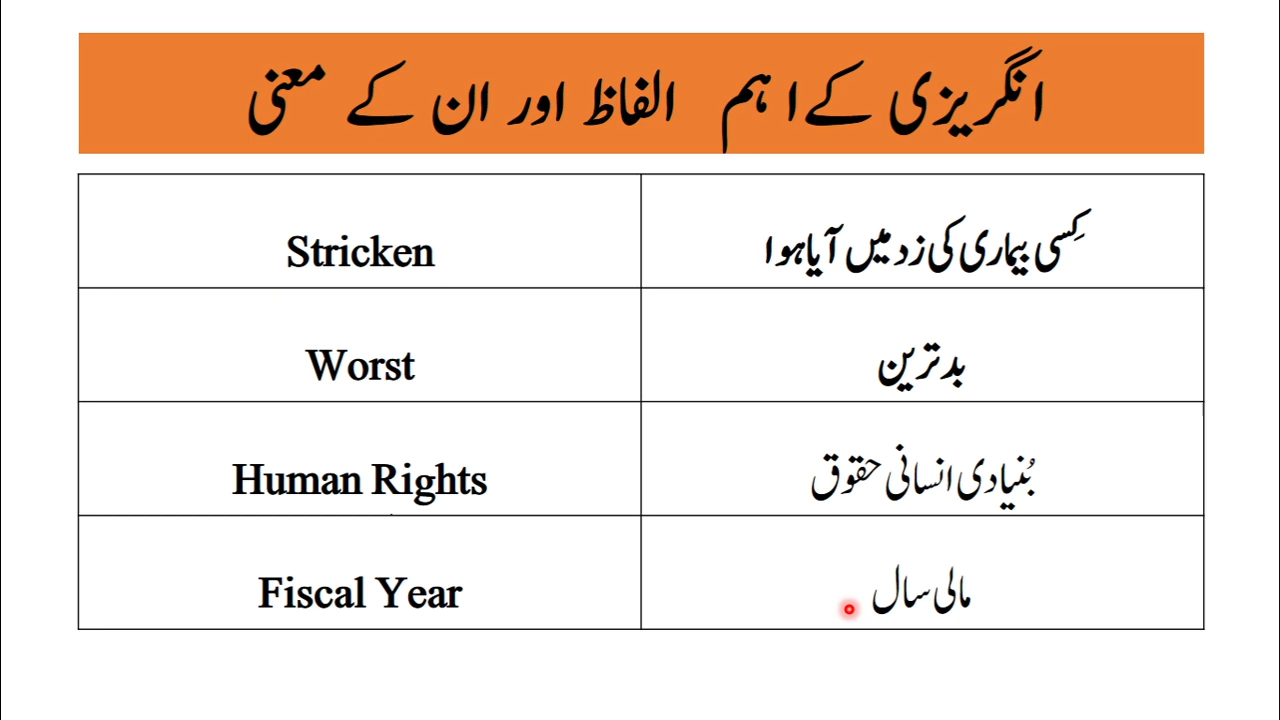 انگریزی کے اہم الفاظ اور ان کے معنی
Stricken
کِسی بیماری کی زد میں آیا ہوا
Worst
بدترین
Human Rights
بُنیادی انسانی حقوق
Fiscal Year
مالی سال